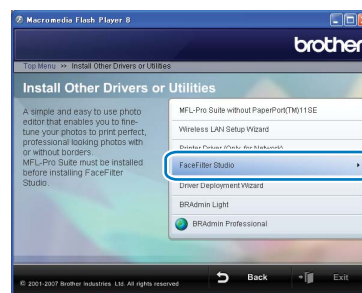 Macromedia Flash Player 8
brother
Top Menu >> Install Other Drivers or Utilities
Install Other Drivers or Utilities
A simple and easy to use photo
editor that enables you to fine-
tune your photos to print perfect,
professional looking photos with
or without borders.
MFL-Pro Suite must be installed
before installing FaceFilter
Studio.
MFL-Pro Suite without PaperPort(TM)11SE
Wireless LAN Setup Wizard
Printer Driver (Only for Network)
FaceFilter Studio
Driver Deployment Wizard
BRAdmin Light
BRAdmin Professional
© 2001-2007 Brother Industries Ltd. All rights reserved
Back
Exit